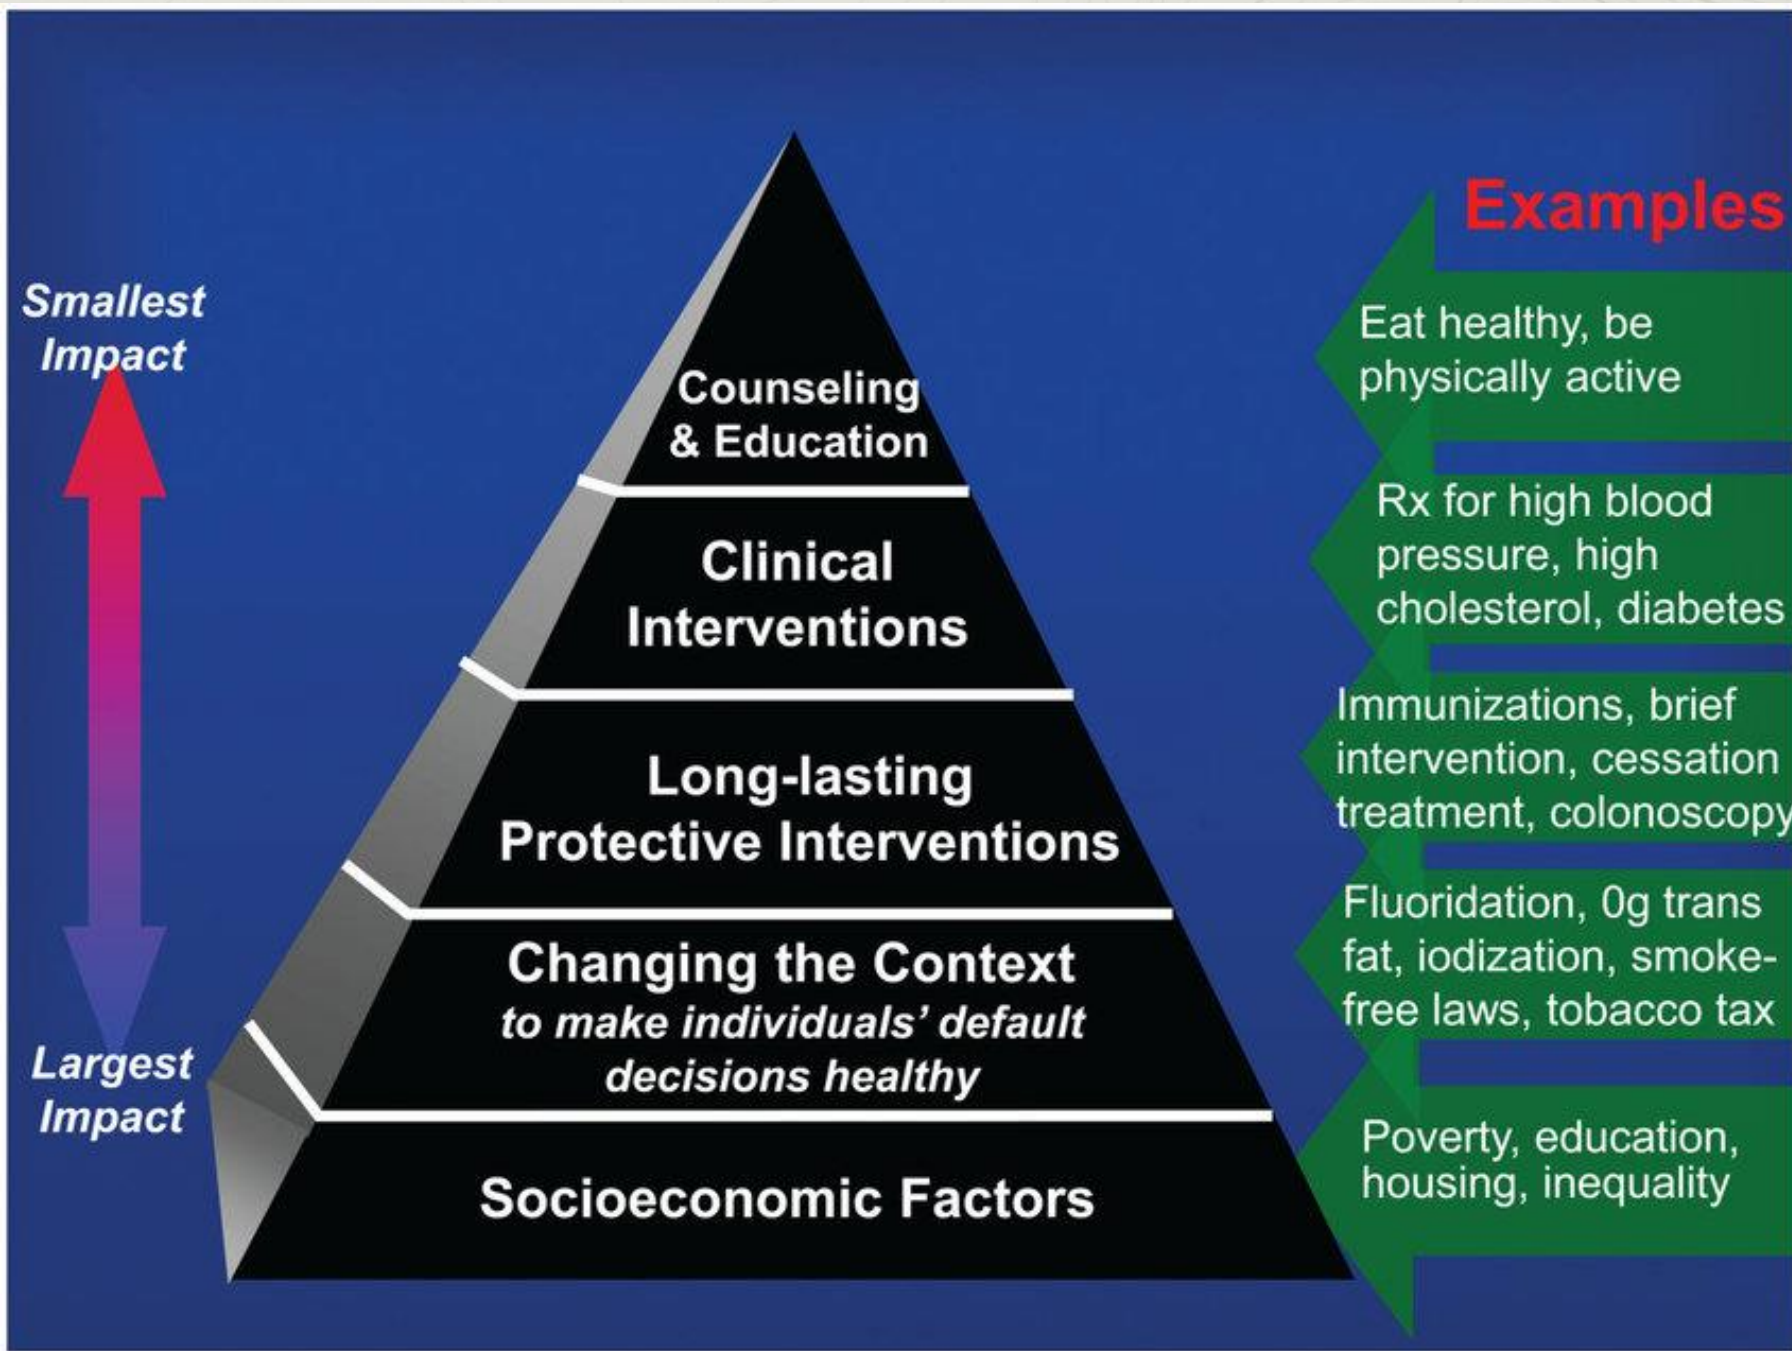 Examples
Smallest
Impact
Counseling
& Education
Eat healthy, be
physically active
Clinical
Interventions
Rx for high blood
pressure, high
cholesterol, diabetes
Long-lasting
Protective Interventions
Immunizations, brief
intervention, cessation
treatment, colonoscopy
Changing the Context
to make individuals’ default
decisions healthy
Fluoridation, 0g trans
fat, iodization, smoke-
free laws, tobacco tax
Largest
Impact
Socioeconomic Factors
Poverty, education,
housing, inequality